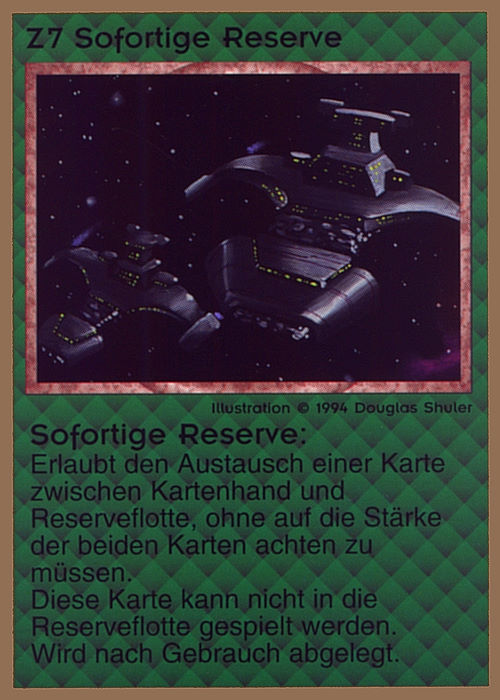 Z7 Sofortige Reserve
Illustration © 1994 Douglas Shuler
Sofortige Reserve:
Erlaubt den Austausch einer Karte
zwischen Kartenhand und
Reserveflotte, ohne auf die Stärke
der beiden Karten achten zu
müssen.
Diese Karte kann nicht in die
Reserveflotte gespielt werden.
Wird nach Gebrauch abgelegt.